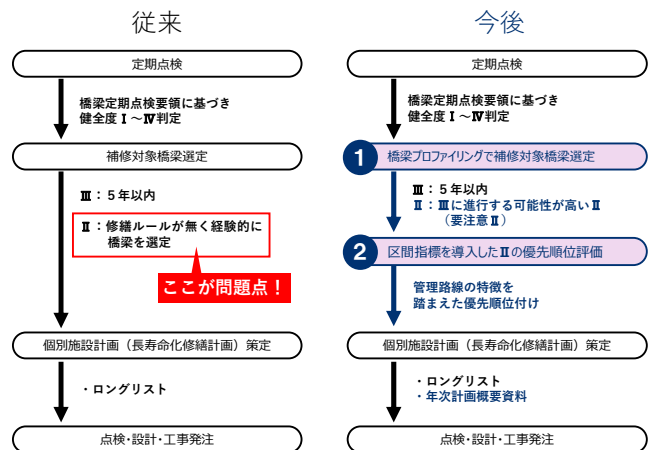 従来
定期点検
橋梁定期点検要領に基づき
健全度Ⅰ～Ⅳ判定
補修対象橋梁選定
Ⅲ：５年以内
Ⅱ：修繕ルールが無く経験的に
橋梁を選定
ここが問題点！
個別施設計画（長寿命化修繕計画）策定
・ロングリスト
点検・設計・工事発注
今後
定期点検
橋梁定期点検要領に基づき
健全度Ⅰ～Ⅳ判定
1 橋梁プロファイリングで補修対象橋梁選定
Ⅲ：５年以内
Ⅱ：Ⅲに進行する可能性が高いⅡ
（要注意Ⅱ）
2 区間指標を導入したⅡの優先順位評価
管理路線の特徴を
踏まえた優先順位付け
個別施設計画（長寿命化修繕計画）策定
・ロングリスト
・年次計画概要資料
点検・設計・工事発注